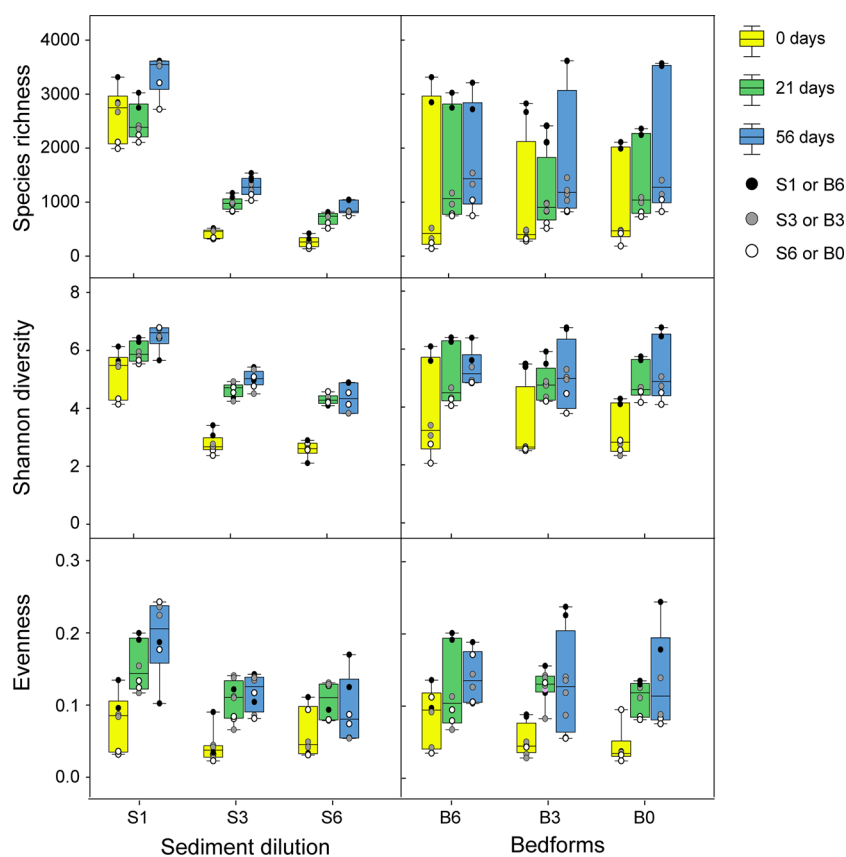 4000
3000
2000
1000
0
Species richness
0 days
21 days
56 days
S1 or B6
S3 or B3
S6 or B0
8
6
4
2
0
Shannon diversity
0.3
0.2
0.1
0.0
Evenness
S1 S3 S6 B6 B3 B0
Sediment dilution Bedforms